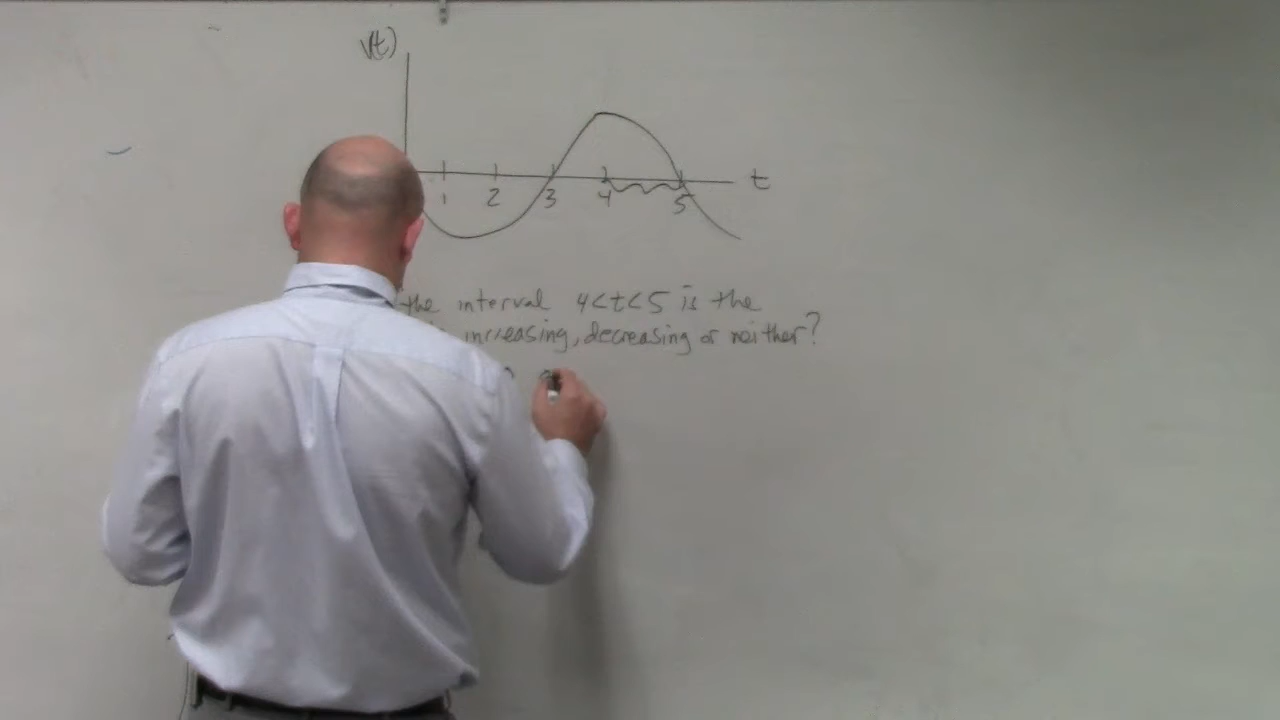 v(t)
t
1 2 3 4 5
the interval 4<t<5 is the
increasing, decreasing or neither?